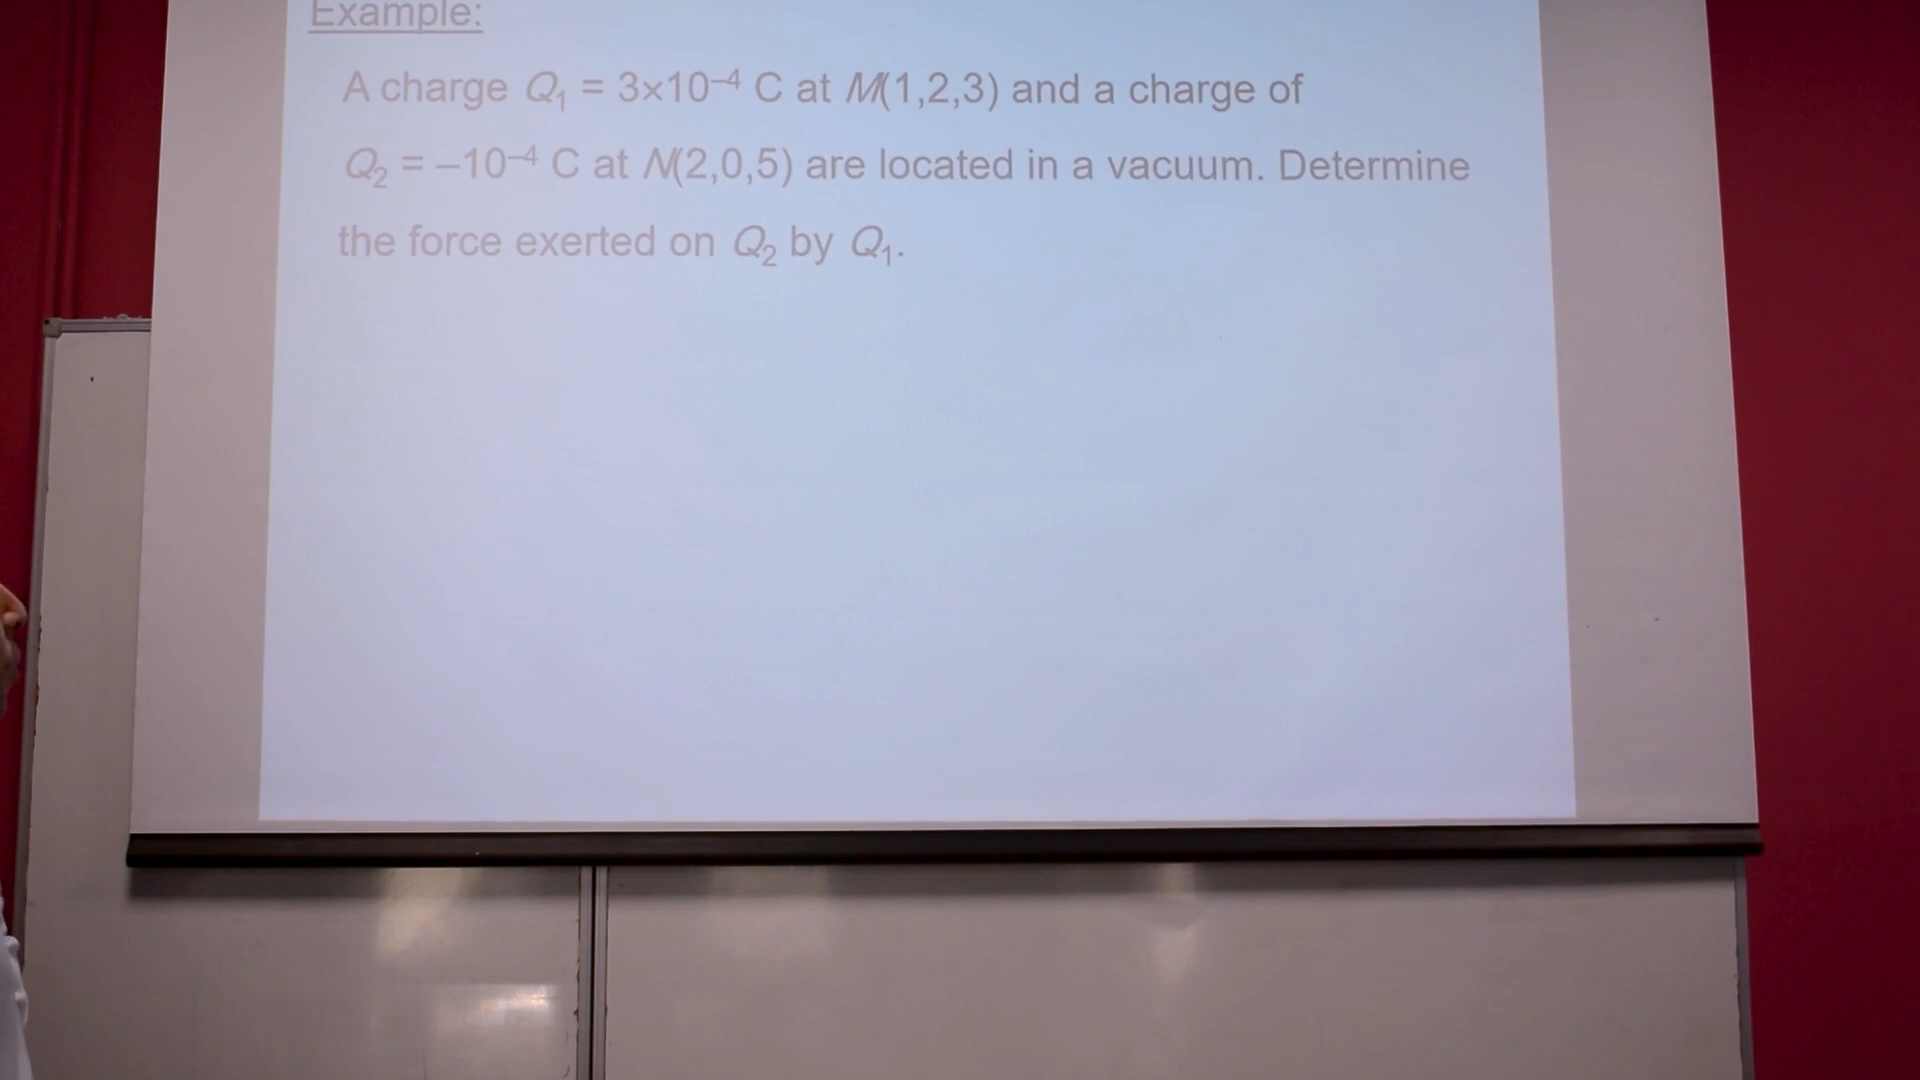 Example:
A charge Q₁ = 3×10⁻⁴ C at M(1,2,3) and a charge of
Q₂ = –10⁻⁴ C at N(2,0,5) are located in a vacuum. Determine
the force exerted on Q₂ by Q₁.